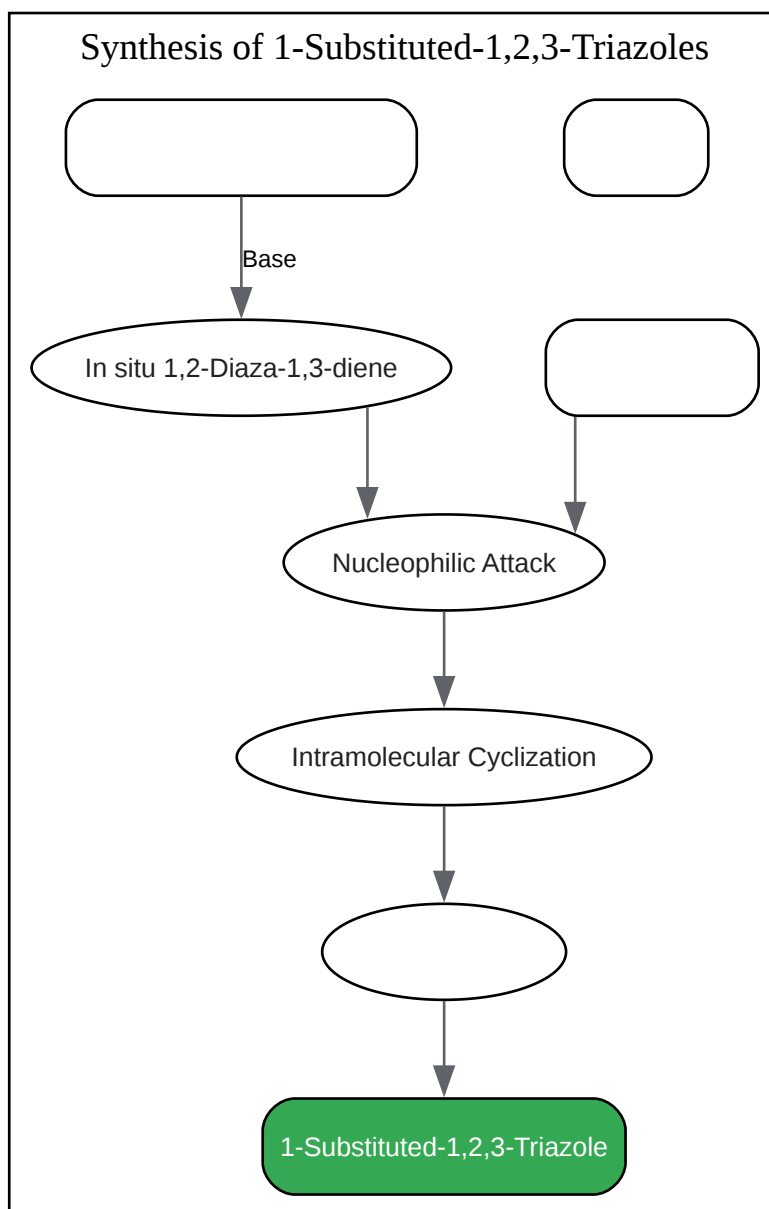 Synthesis of 1-Substituted-1,2,3-Triazoles
Base
In situ 1,2-Diaza-1,3-diene
Nucleophilic Attack
Intramolecular Cyclization
1-Substituted-1,2,3-Triazole